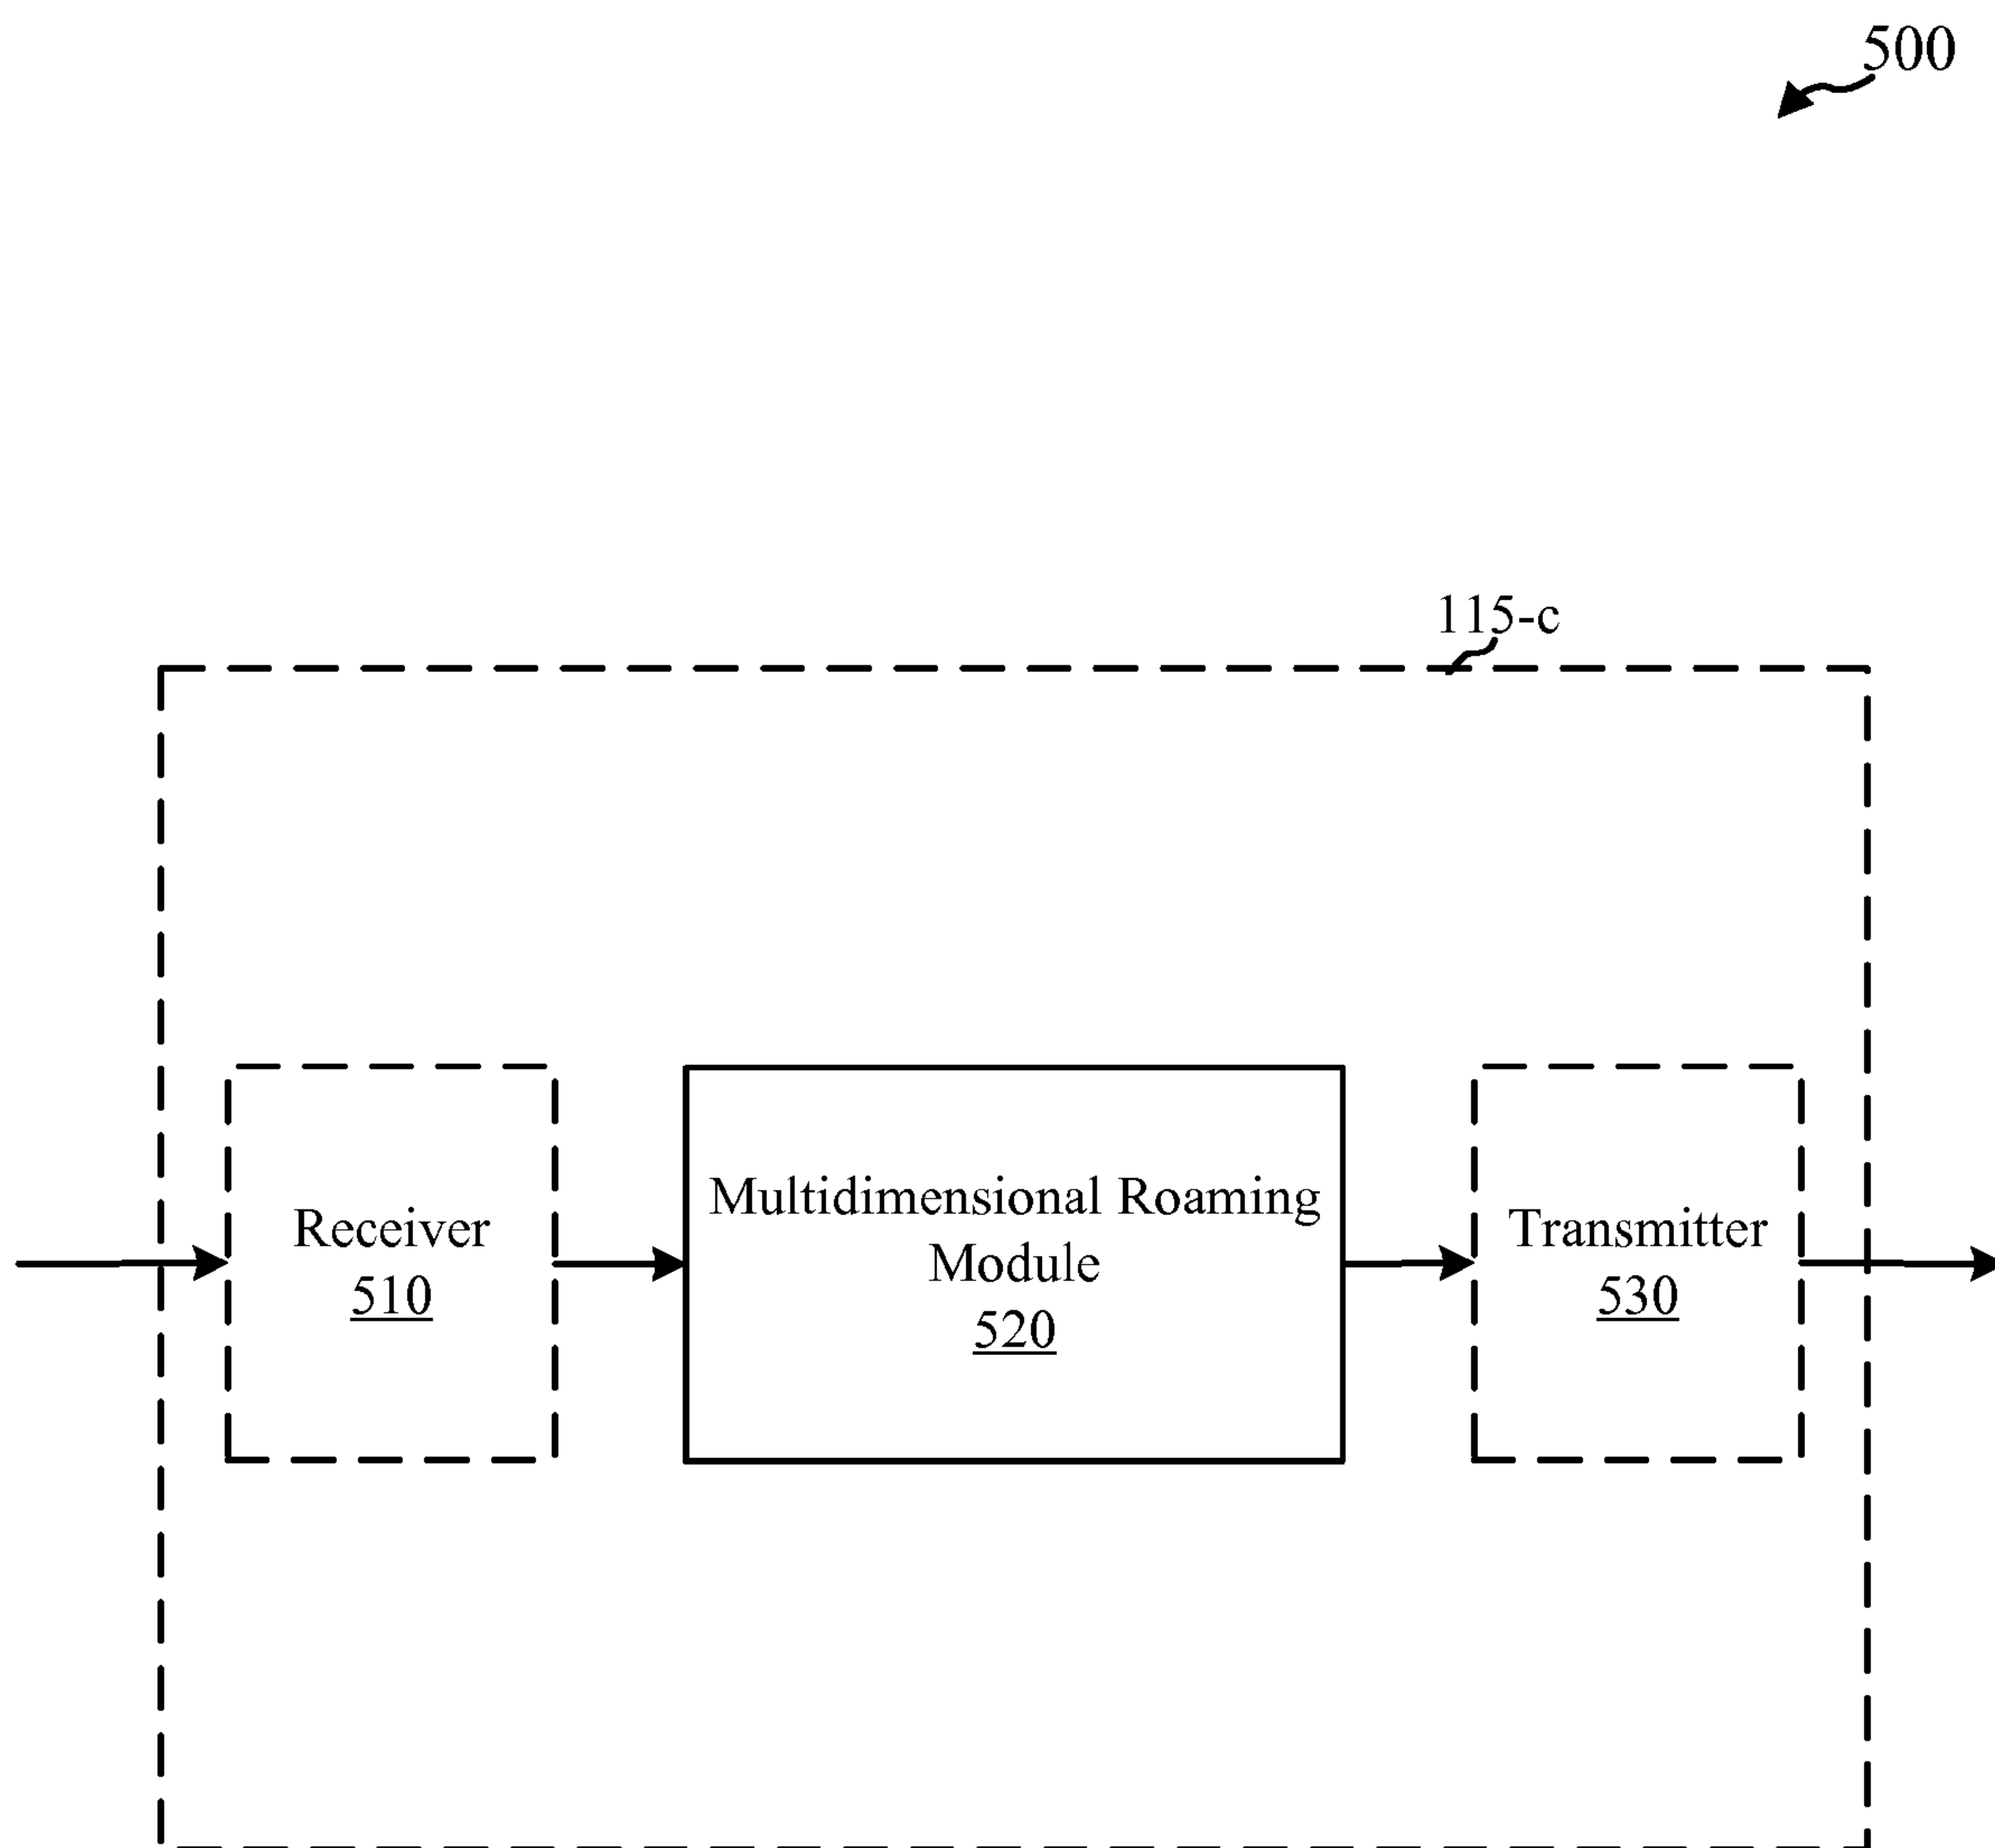 500
115-c
Receiver
510
Multidimensional Roaming
Module
520
Transmitter
530